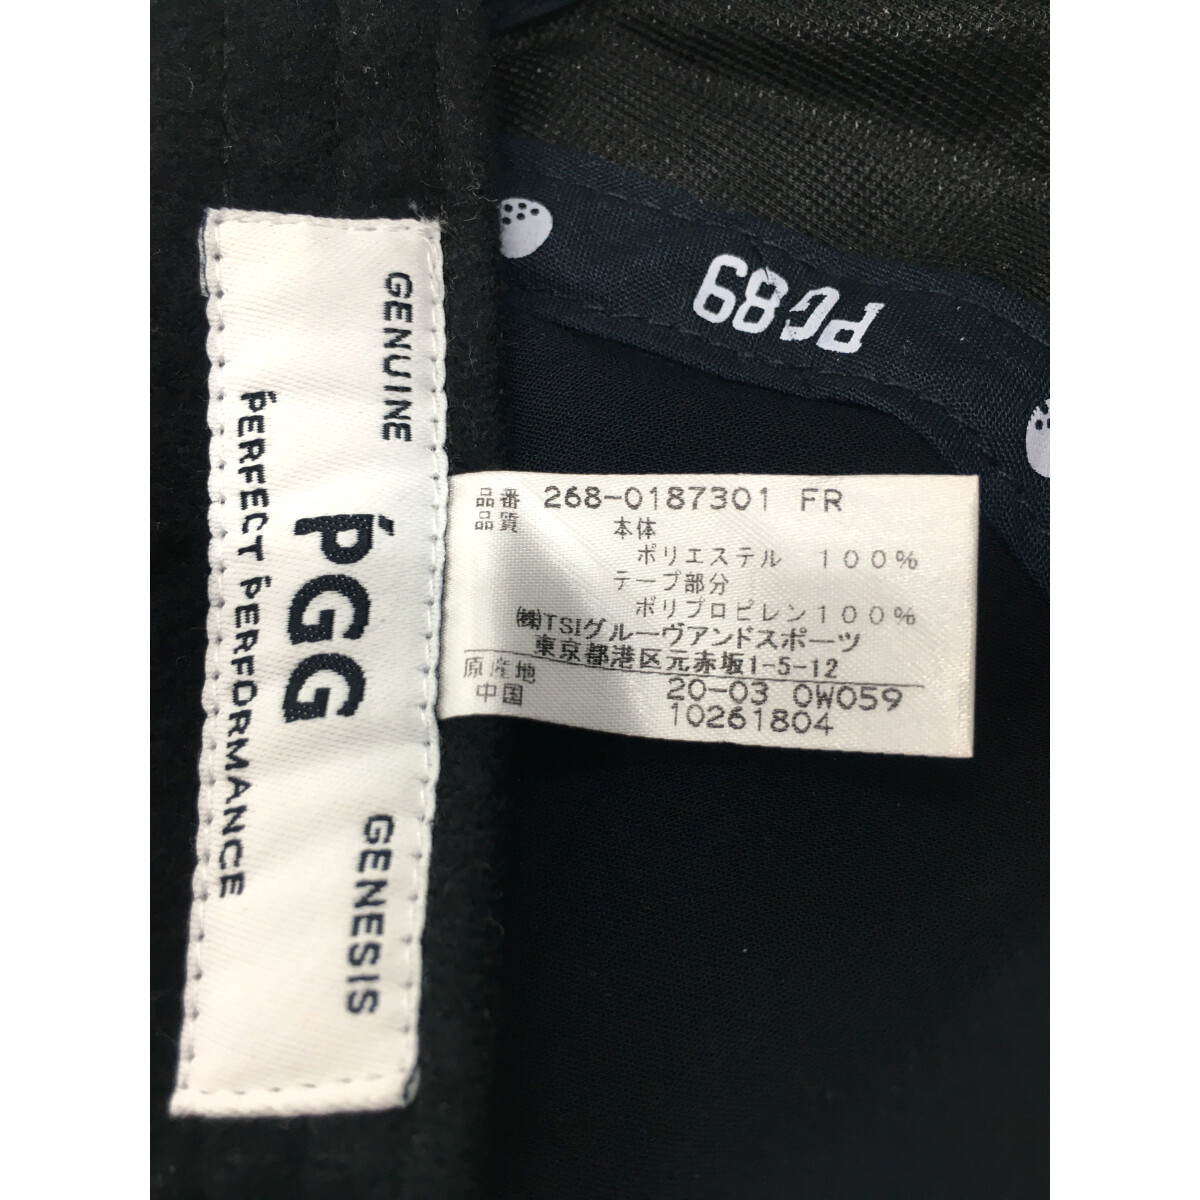 GENUINE
PGG
GENESIS
PERFECT PERFORMANCE
PG89
品番 268-0187301 FR
品質
本体
ポリエステル 100%
テープ部分
ポリプロピレン100%
㈱TSIグルーヴアンドスポーツ
東京都港区元赤坂1-5-12
原産地
中国
20-03 0W059
10261804